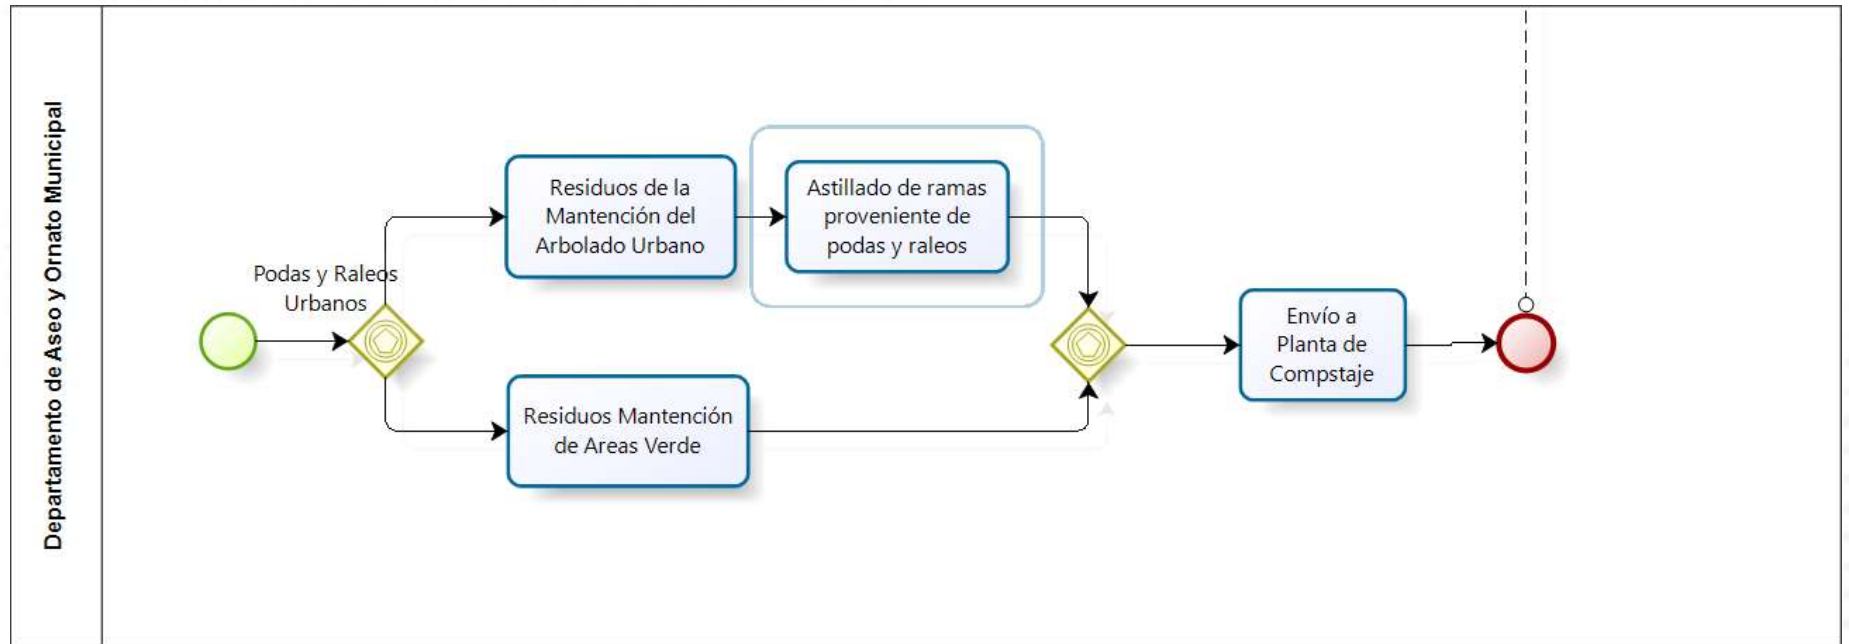 Departamento de Aseo y Ornato Municipal
Podas y Raleos
Urbanos
Residuos de la
Mantención del
Arbolado Urbano
Astillado de ramas
proveniente de
podas y raleos
Residuos Mantención
de Areas Verde
Envío a
Planta de
Compstaje